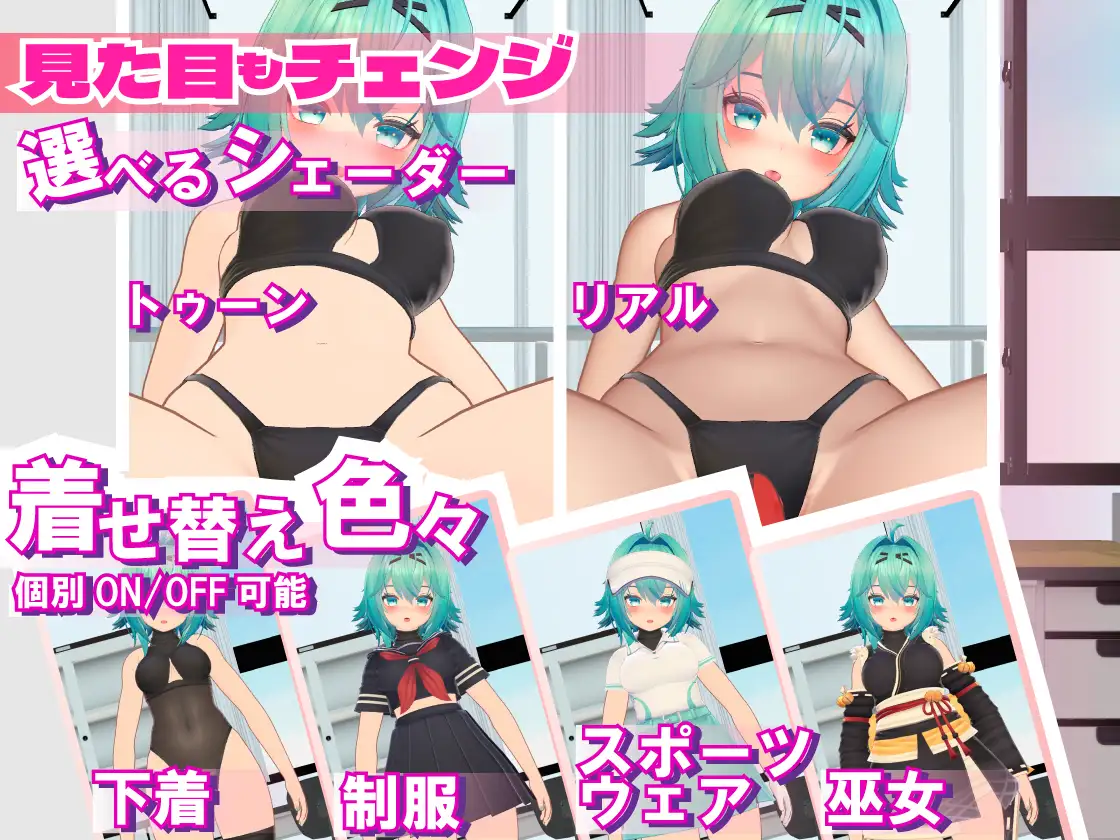 見た目もチェンジ
選べるシェーダー
トゥーン
リアル
着せ替え色々
個別ON/OFF可能
下着
制服
スポーツ
ウェア
巫女